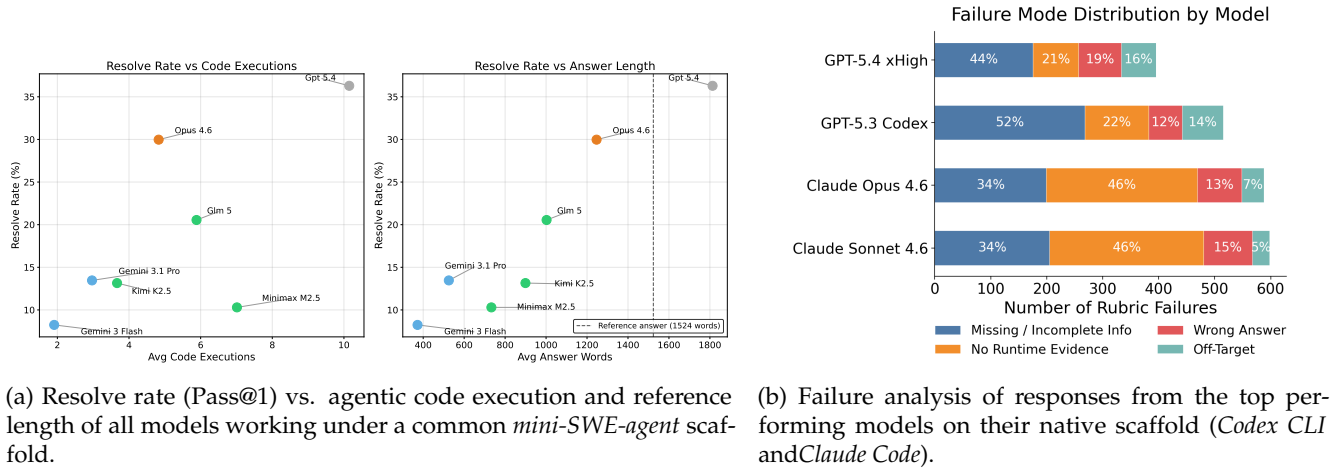 Resolve Rate vs Code Executions
Resolve Rate (%)
35
30
25
20
15
10
Gpt 5.4
Opus 4.6
Glm 5
Gemini 3.1 Pro
Kimi K2.5
Minimax M2.5
Gemini 3 Flash
2
4
6
8
10
Avg Code Executions
Resolve Rate vs Answer Length
Resolve Rate (%)
35
30
25
20
15
10
Gpt 5.4
Opus 4.6
Glm 5
Gemini 3.1 Pro
Kimi K2.5
Minimax M2.5
Gemini 3 Flash
Reference answer (1524 words)
400
600
800
1000
1200
1400
1600
1800
Avg Answer Words
(a) Resolve rate (Pass@1) vs. agentic code execution and reference
length of all models working under a common mini-SWE-agent scaf-
fold.
Failure Mode Distribution by Model
GPT-5.4 xHigh
44%
21%
19%
16%
GPT-5.3 Codex
52%
22%
12%
14%
Claude Opus 4.6
34%
46%
13%
7%
Claude Sonnet 4.6
34%
46%
15%
5%
0
100
200
300
400
500
600
Number of Rubric Failures
Missing / Incomplete Info
Wrong Answer
No Runtime Evidence
Off-Target
(b) Failure analysis of responses from the top per-
forming models on their native scaffold (Codex CLI
andClaude Code).